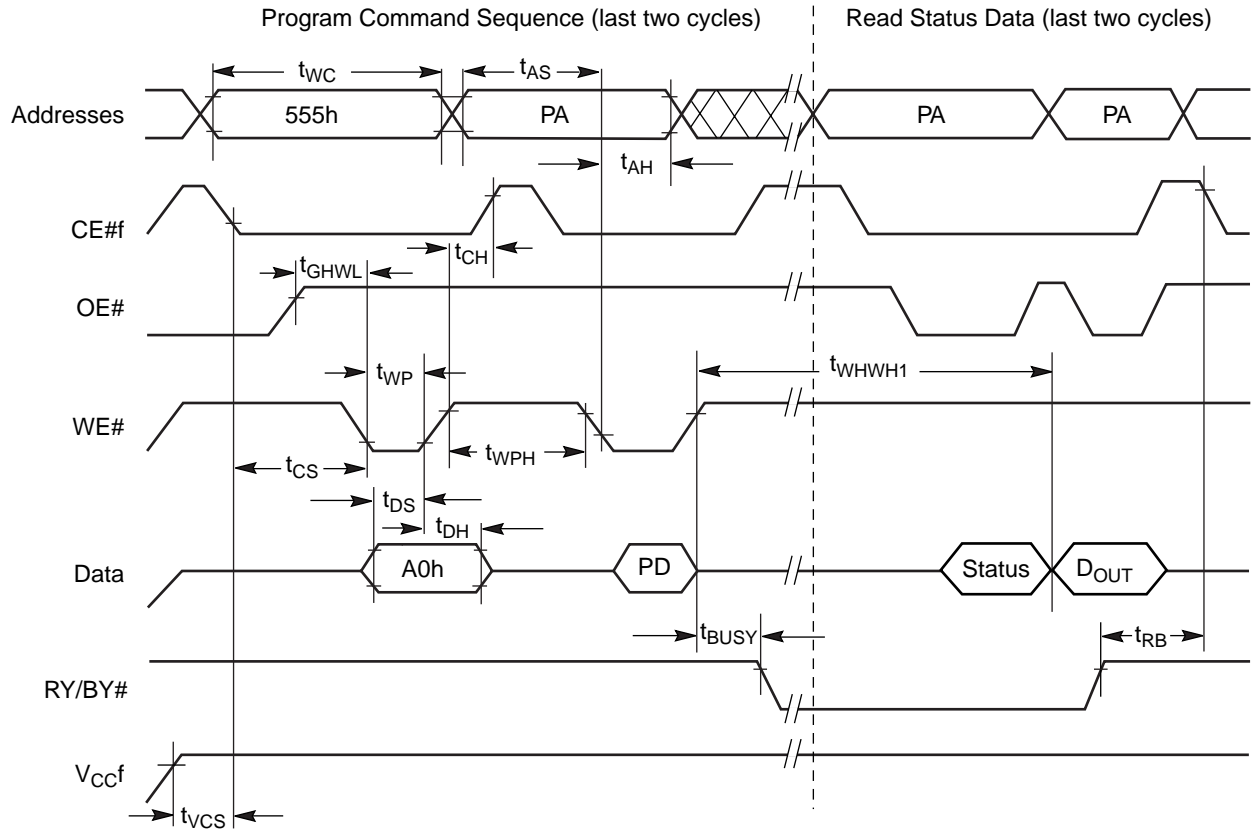 Program Command Sequence (last two cycles) Read Status Data (last two cycles)
tWC tAS
Addresses 555h PA PA PA
tAH
CE#f
tCH
tGHWL
OE#
tWP tWHWH1
WE#
tCS tWPH
tDS
tDH
Data A0h PD Status DOUT
tBUSY tRB
RY/BY#
VCCf
tVCS